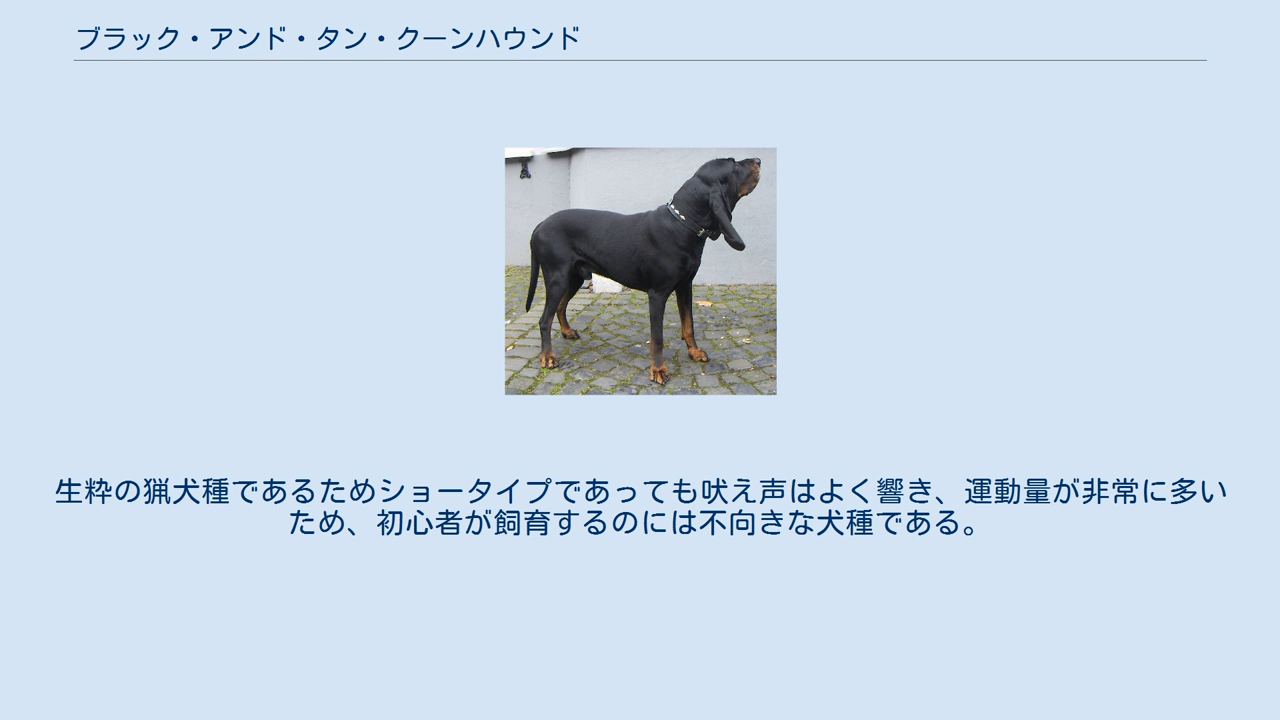 ブラック・アンド・タン・クーンハウンド
生粋の猟犬種であるためショータイプであっても吠え声はよく響き、運動量が非常に多い
ため、初心者が飼育するのには不向きな犬種である。